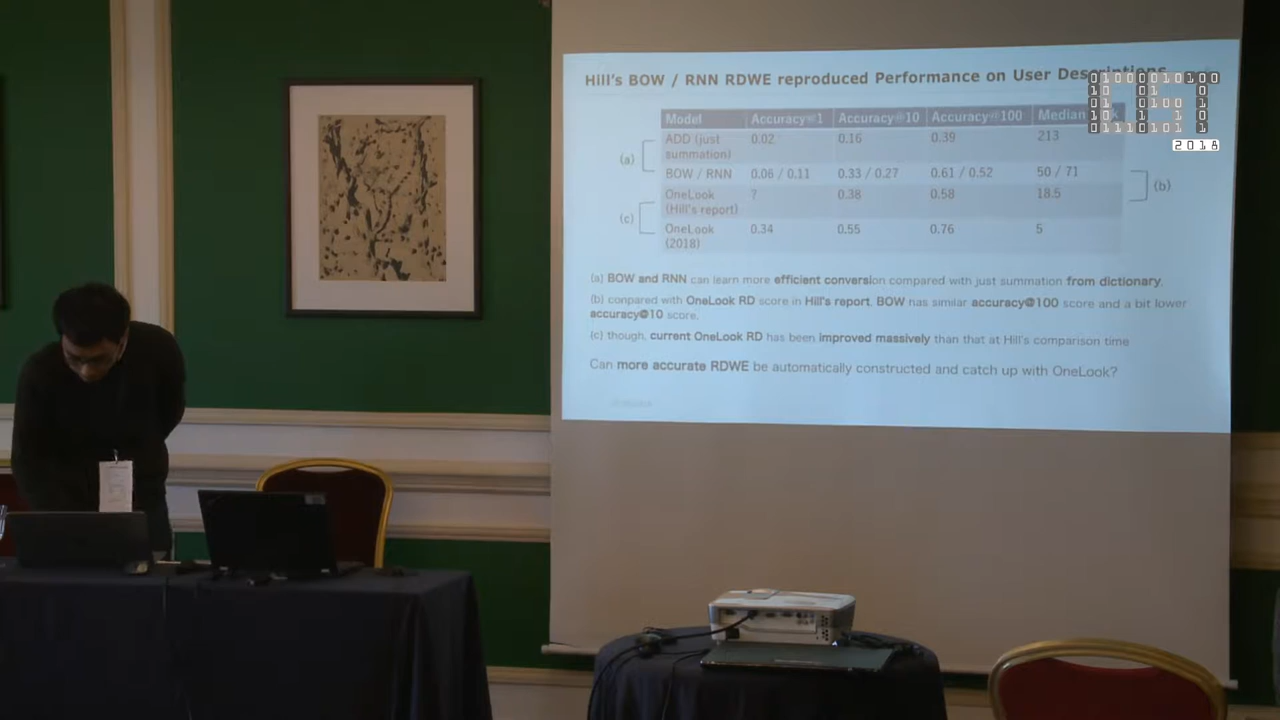 Hill's BOW / RNN RDWE reproduced Performance on User Descriptions
Model Accuracy@1 Accuracy@10 Accuracy@100 Median
ADD (just 0.02 0.16 0.39 213
summation)
(a)
BOW / RNN 0.06 / 0.11 0.33 / 0.27 0.61 / 0.52 50 / 71
(b)
OneLook ? 0.38 0.58 18.5
(Hill's report)
(c)
OneLook 0.34 0.55 0.76 5
(2018)
(a) BOW and RNN can learn more efficient conversion compared with just summation from dictionary.
(b) conpared with OneLook RD score in Hill's report, BOW has similar accuracy@100 score and a bit lower
accuracy@10 score.
(c) though, current OneLook RD has been improved massively than that at Hill's comparison time
Can more accurate RDWE be automatically constructed and catch up with OneLook?
2018